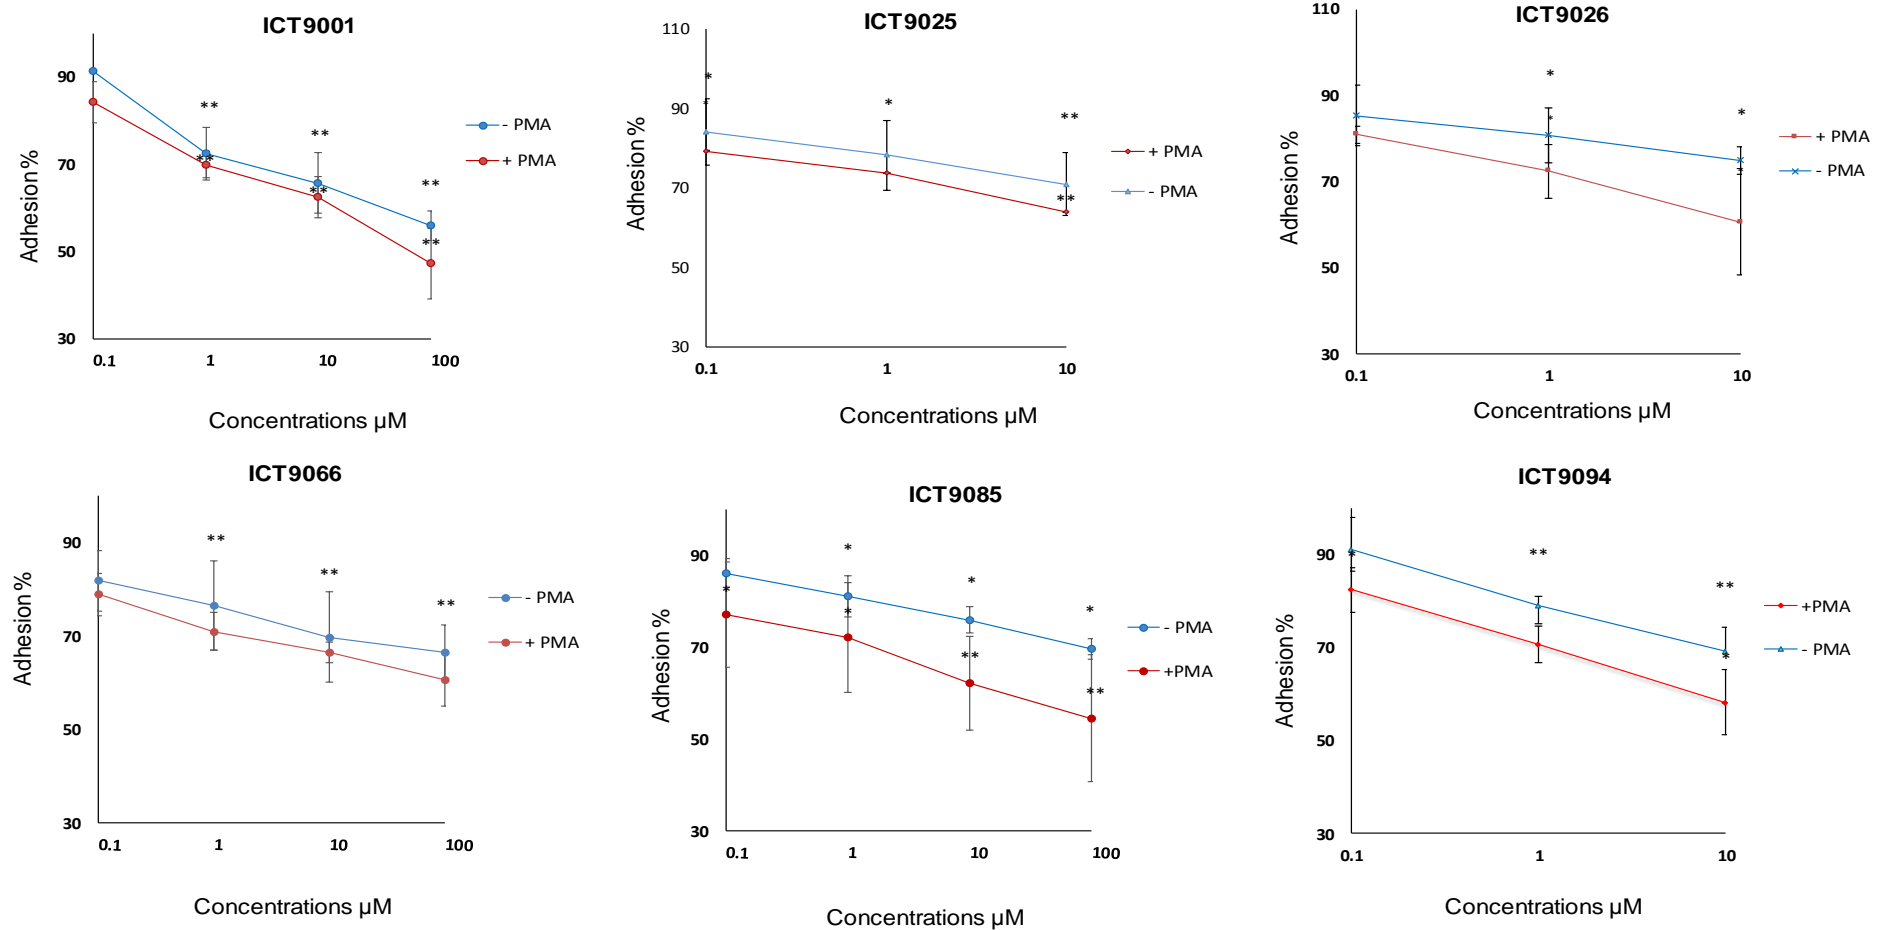 ICT9001
**
**
**
**
**
**
90
70
50
30
0.1 1 10 100
Adhesion %
Concentrations µM
- PMA
+ PMA
ICT9025
*
*
**
**
110
90
70
50
30
0.1 1 10
Adhesion %
Concentrations µM
+ PMA
- PMA
ICT9026
*
*
*
110
90
70
50
30
0.1 1 10
Adhesion %
Concentrations µM
+ PMA
- PMA
ICT9066
**
**
**
90
70
50
30
0.1 1 10 100
Adhesion %
Concentrations µM
- PMA
+ PMA
ICT9085
*
*
*
*
*
**
**
90
70
50
30
0.1 1 10 100
Adhesion %
Concentrations µM
- PMA
+PMA
ICT9094
*
**
**
*
90
70
50
30
0.1 1 10
Adhesion %
Concentrations µM
+PMA
- PMA